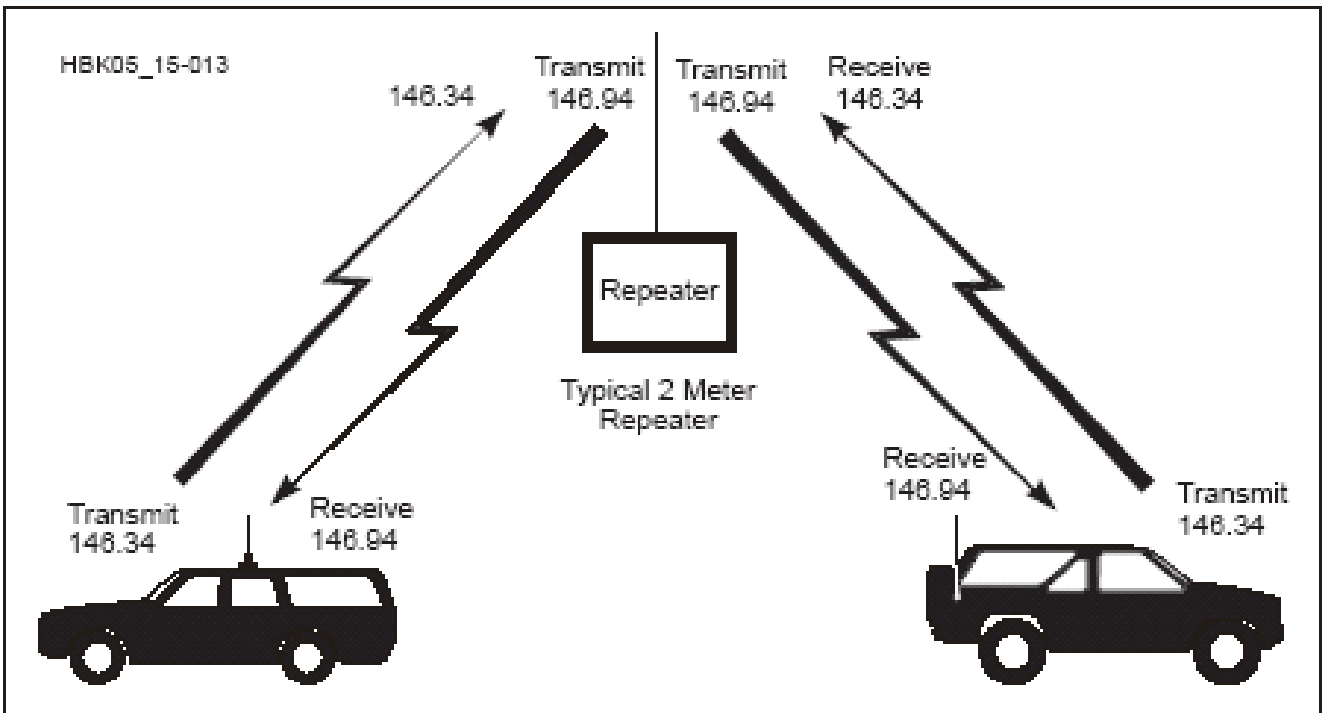 HBK05_15-013
146.34
Transmit
146.94
Transmit
146.94
Receive
146.34
Repeater
Typical 2 Meter
Repeater
Transmit
146.34
Receive
146.94
Receive
146.94
Transmit
146.34